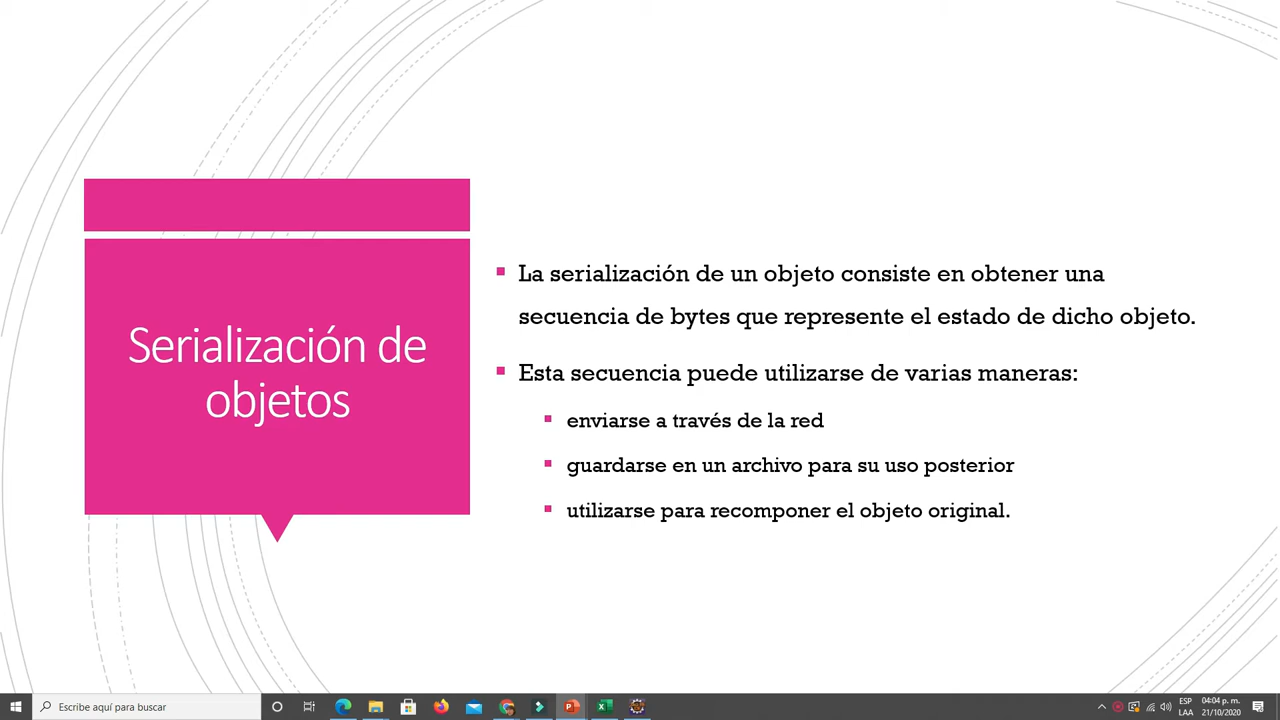 Serialización de
objetos
La serialización de un objeto consiste en obtener una
secuencia de bytes que represente el estado de dicho objeto.
Esta secuencia puede utilizarse de varias maneras:
enviarse a través de la red
guardarse en un archivo para su uso posterior
utilizarse para recomponer el objeto original.
Escribe aquí para buscar
ESP
LAA
04:04 p. m.
21/10/2020